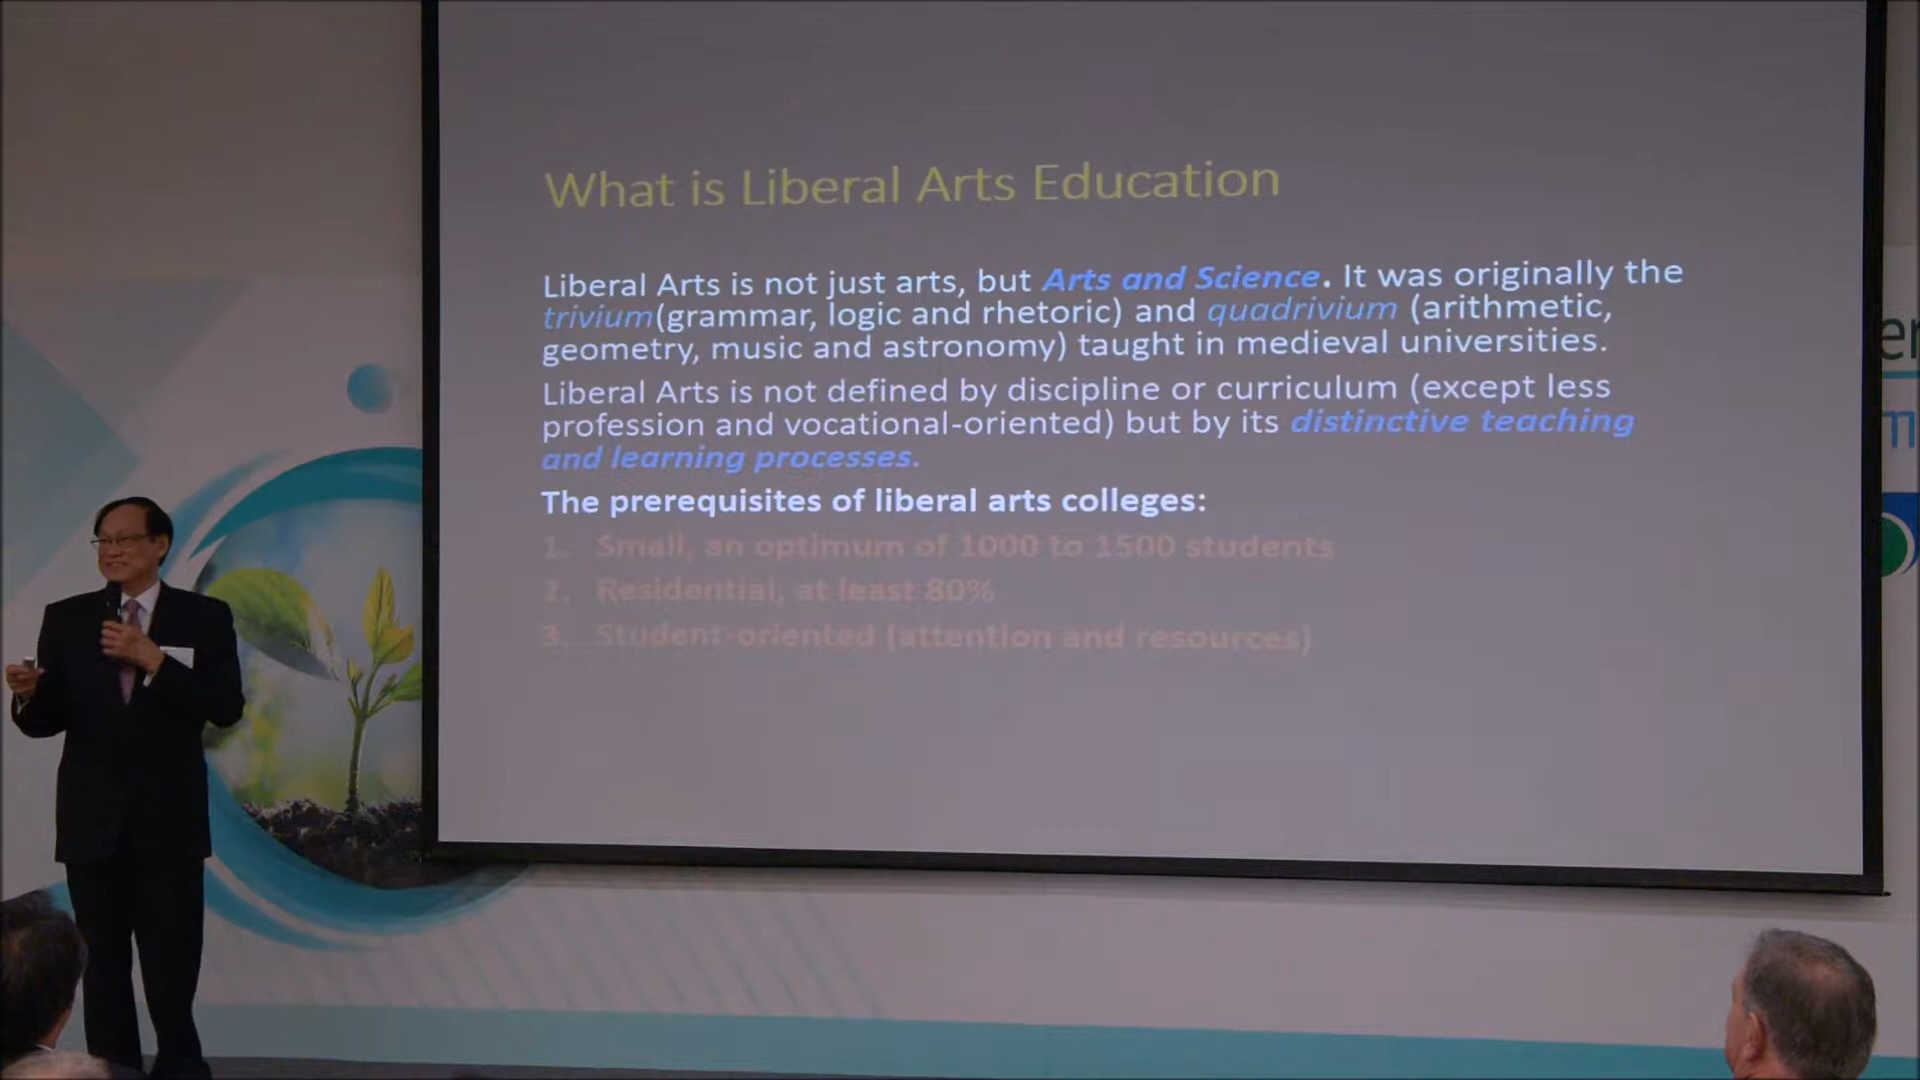 What is Liberal Arts Education
Liberal Arts is not just arts, but Arts and Science. It was originally the
trivium(grammar, logic and rhetoric) and quadrivium (arithmetic,
geometry, music and astronomy) taught in medieval universities.
Liberal Arts is not defined by discipline or curriculum (except less
profession and vocational-oriented) but by its distinctive teaching
and learning processes.
The prerequisites of liberal arts colleges:
1. Small, an optimum of 1000 to 1500 students
2. Residential, at least 80%
3. Student-oriented (attention and resources)